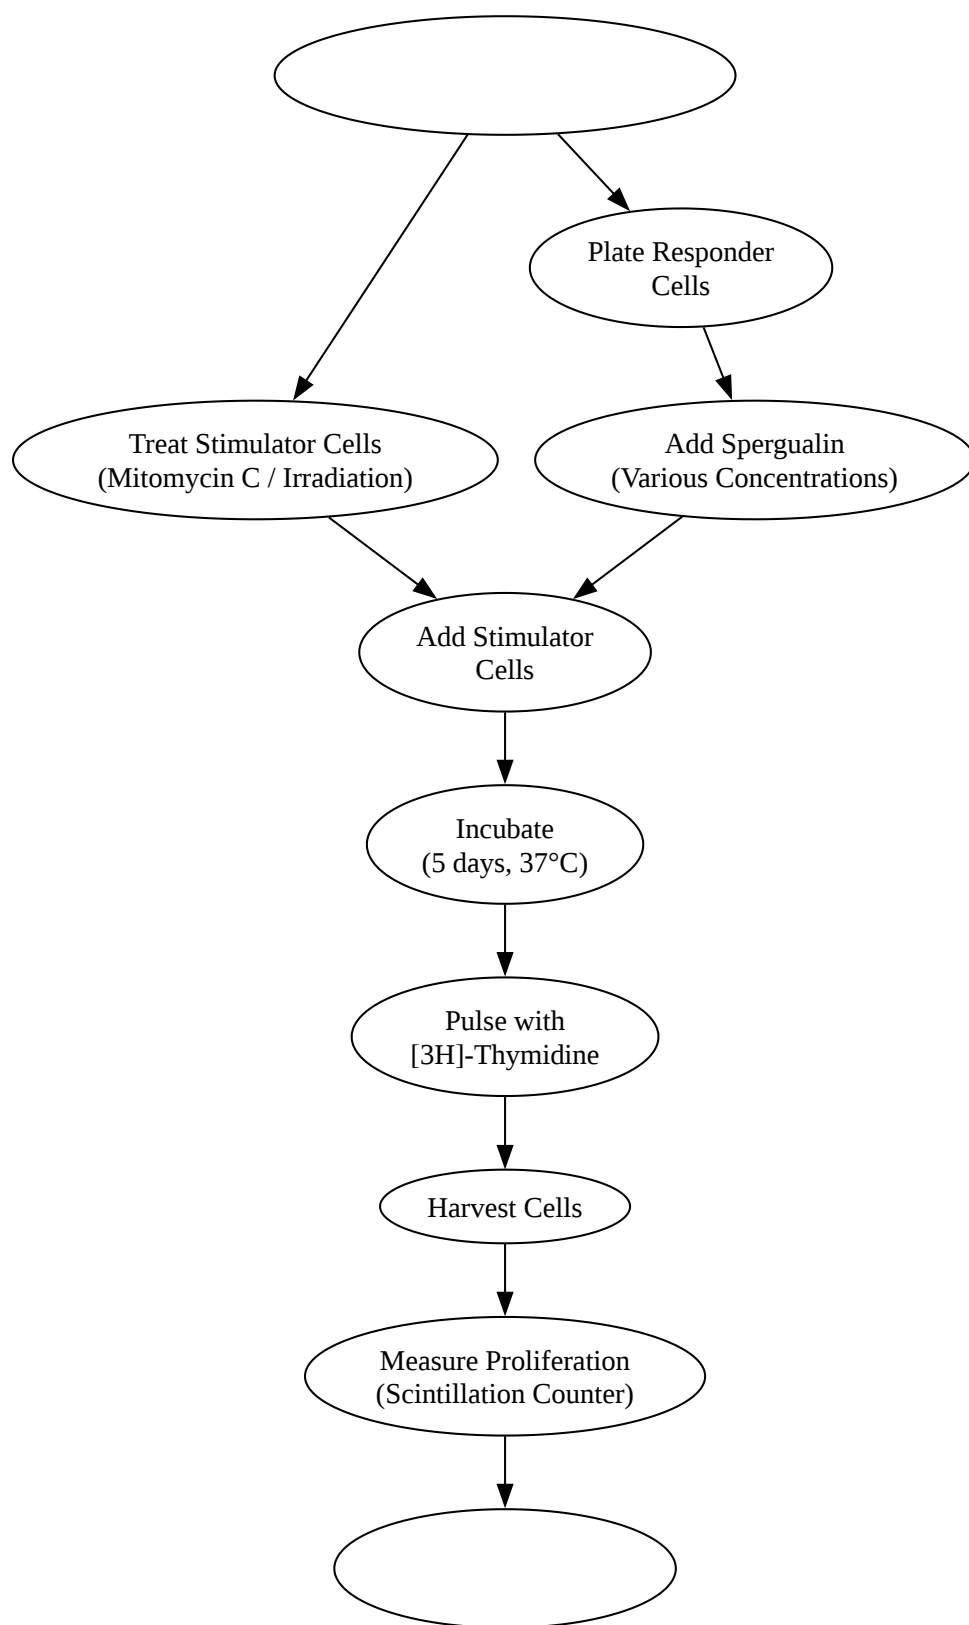 Plate Responder
Cells
Treat Stimulator Cells
(Mitomycin C / Irradiation)
Add Spergualin
(Various Concentrations)
Add Stimulator
Cells
Incubate
(5 days, 37°C)
Pulse with
[3H]-Thymidine
Harvest Cells
Measure Proliferation
(Scintillation Counter)